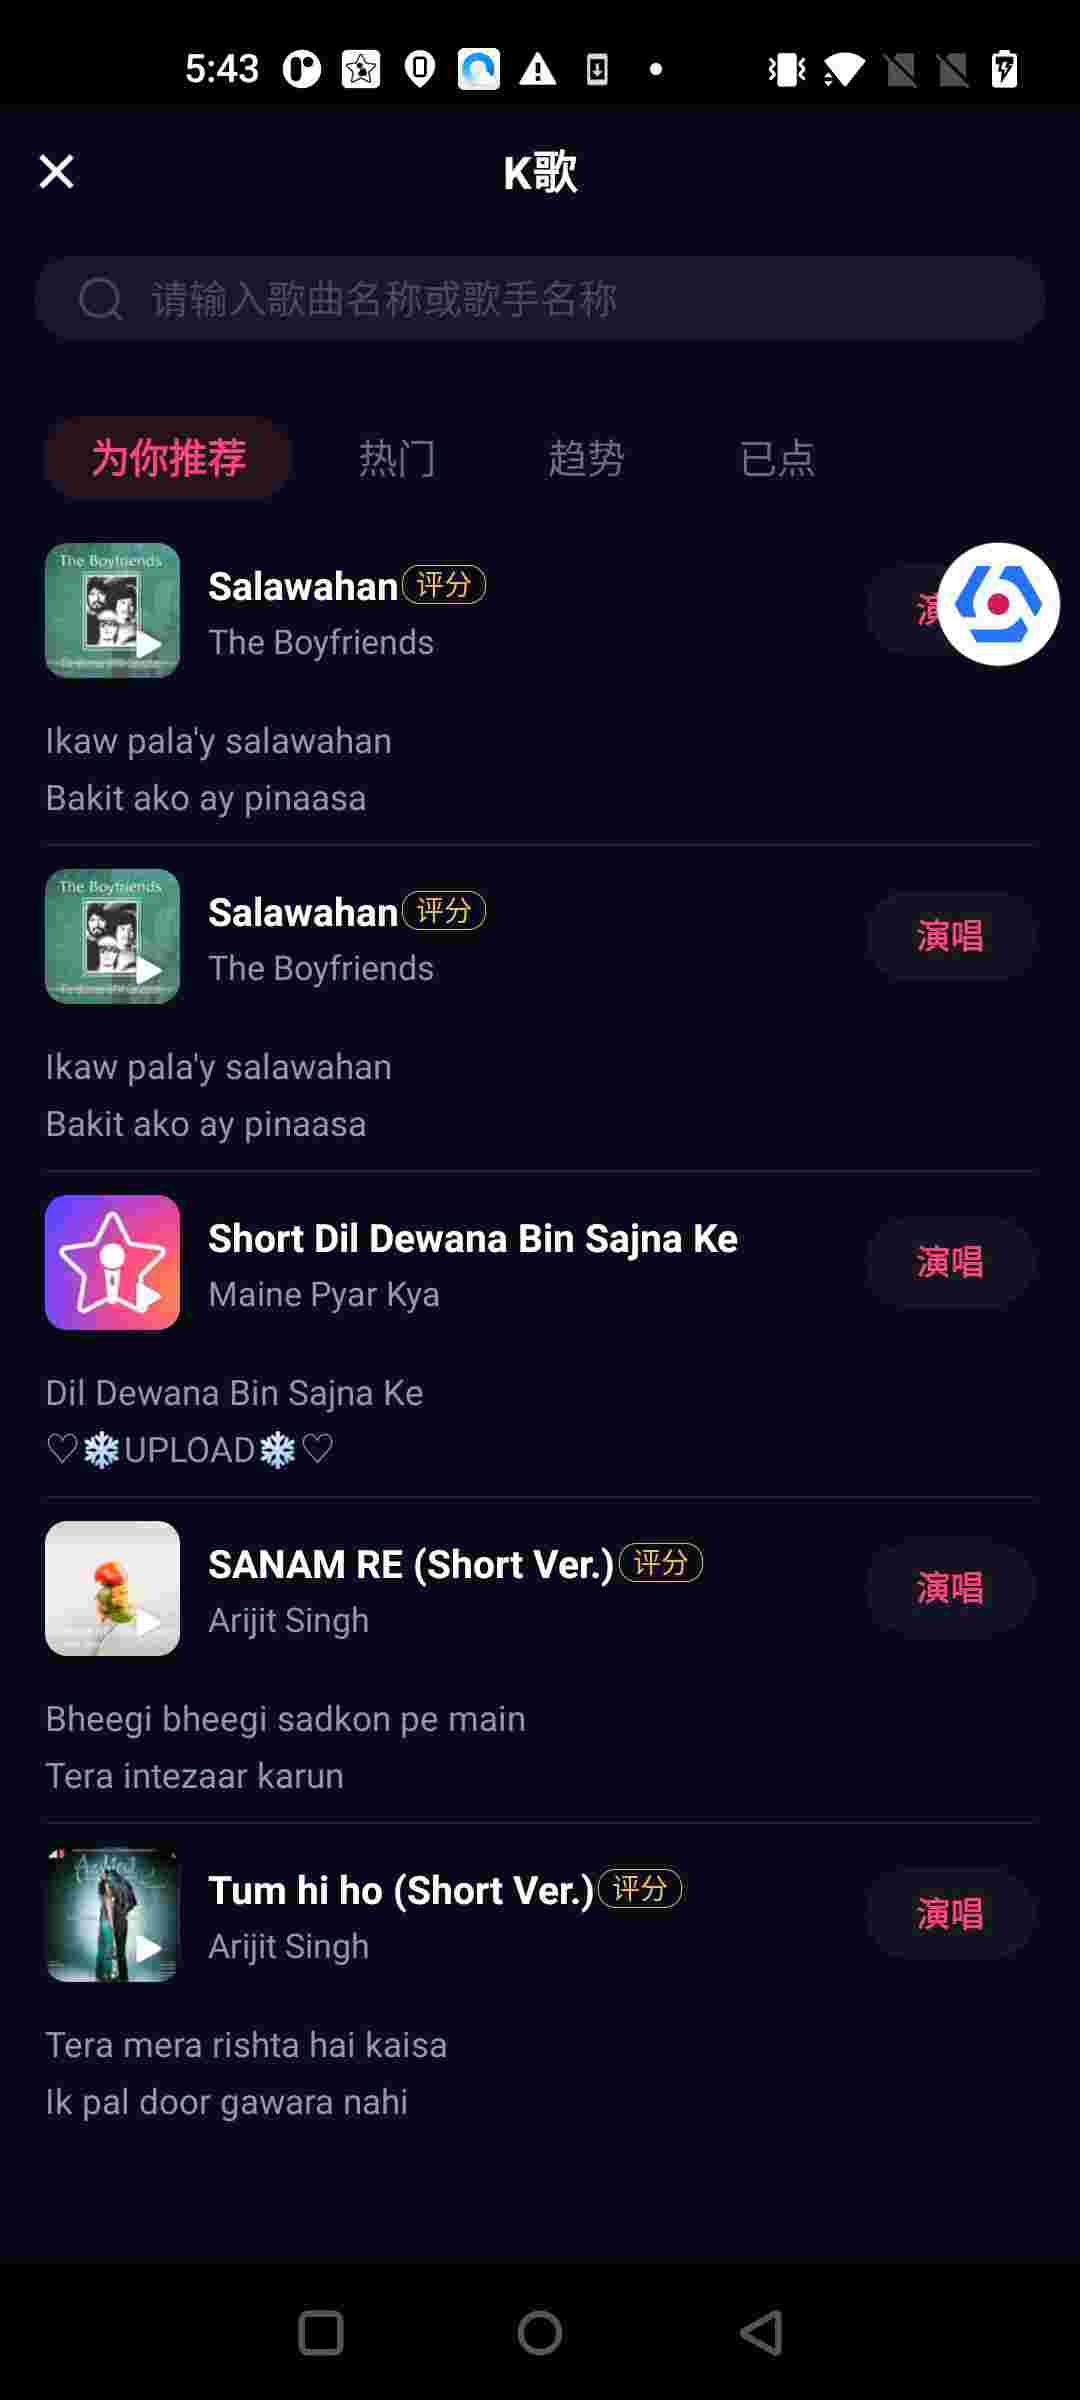 5:43
K歌
请输入歌曲名称或歌手名称
为你推荐 热门 趋势 已点
The Boyfriends
Salawahan 评分
The Boyfriends
Ikaw pala'y salawahan
Bakit ako ay pinaasa
The Boyfriends
Salawahan 评分
The Boyfriends
演唱
Ikaw pala'y salawahan
Bakit ako ay pinaasa
Short Dil Dewana Bin Sajna Ke
Maine Pyar Kya
演唱
Dil Dewana Bin Sajna Ke
♡❄UPLOAD❄♡
SANAM RE (Short Ver.) 评分
Arijit Singh
演唱
Bheegi bheegi sadkon pe main
Tera intezaar karun
Tum hi ho (Short Ver.) 评分
Arijit Singh
演唱
Tera mera rishta hai kaisa
Ik pal door gawara nahi